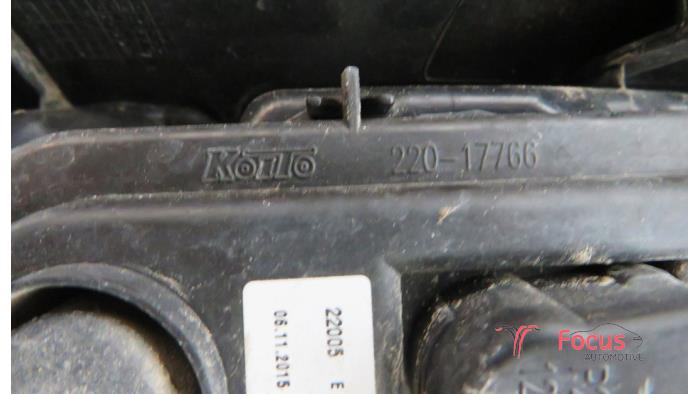 KOITO 220-17766
22005 E
06.11.2015
Focus
AUTOMOTIVE